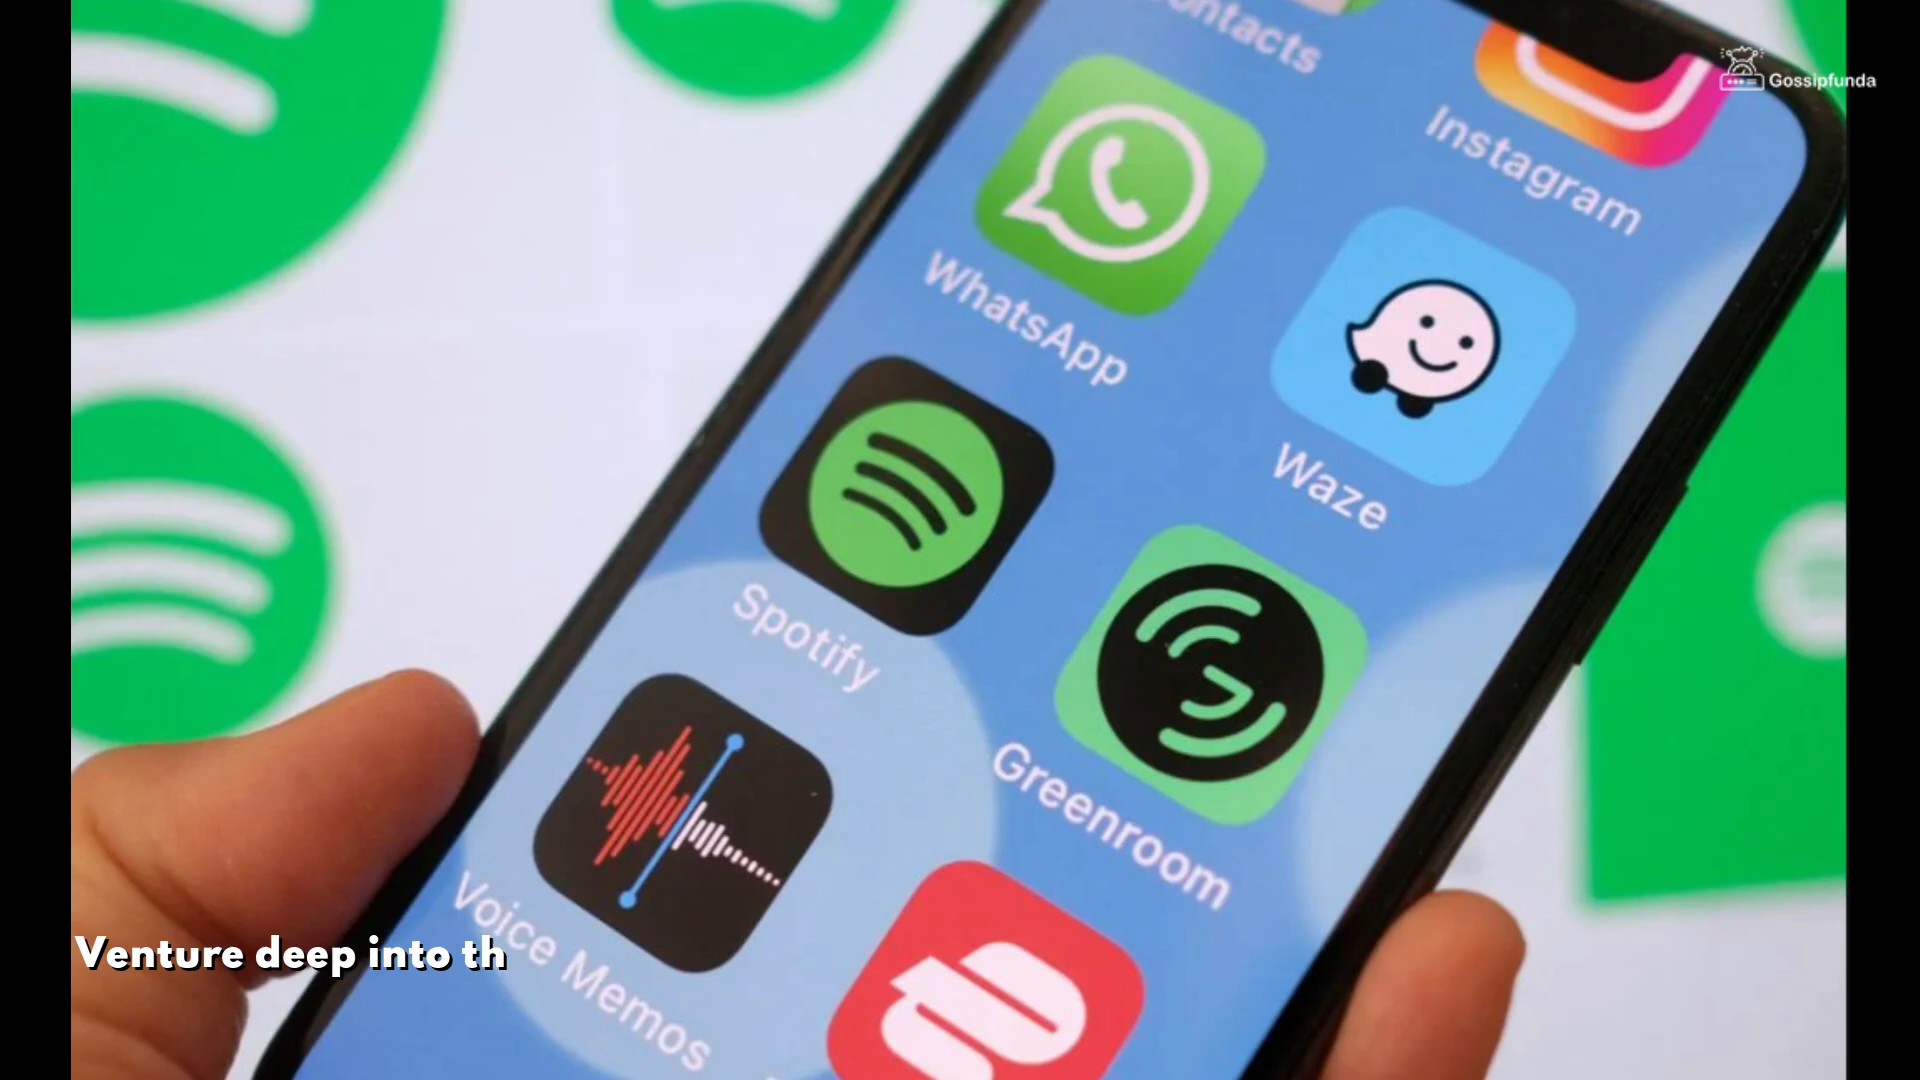 ontacts
Gossipfunda
Instagram
WhatsApp
Waze
Spotify
Greenroom
Voice Memos
Venture deep into th